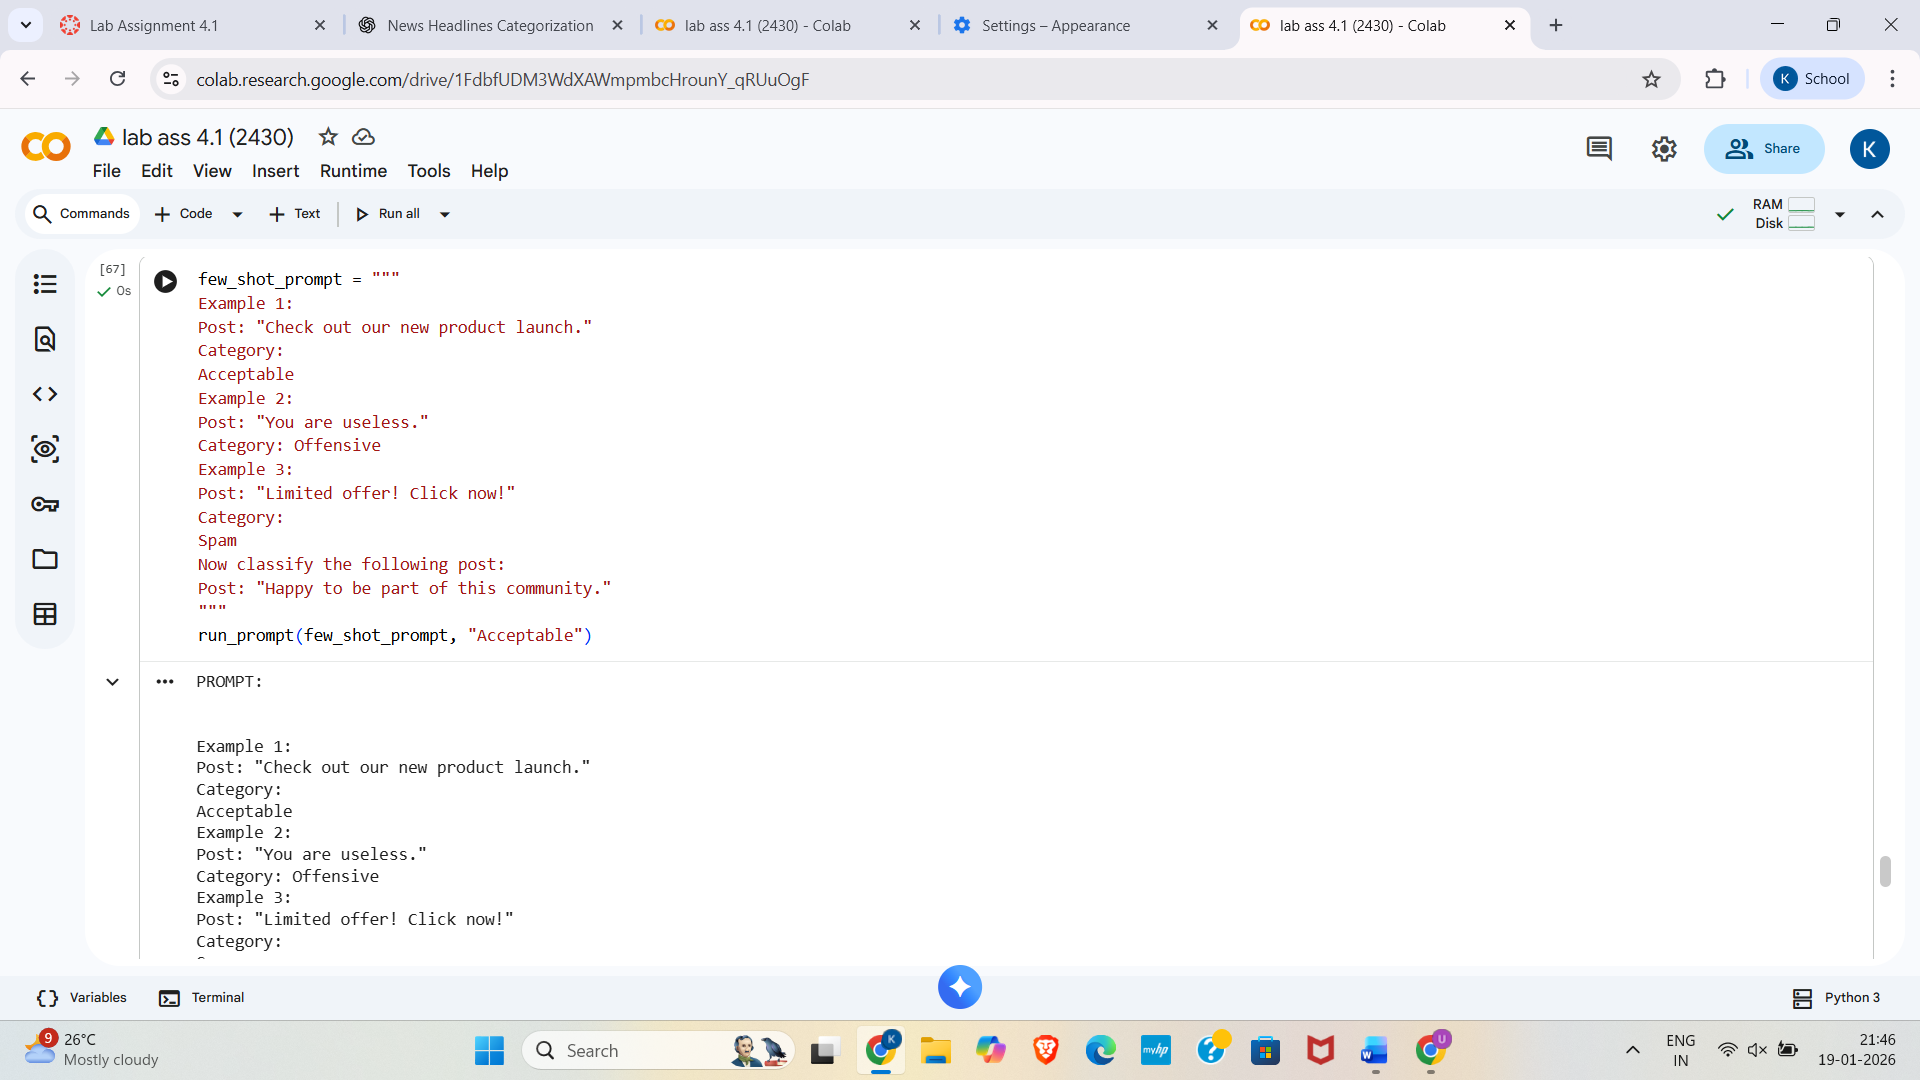 Lab Assignment 4.1
News Headlines Categorization
lab ass 4.1 (2430) - Colab
Settings – Appearance
lab ass 4.1 (2430) - Colab
colab.research.google.com/drive/1FdbfUDM3WdXAWmpmbcHrounY_qRUuOgF
K School
lab ass 4.1 (2430)
File Edit View Insert Runtime Tools Help
Share
K
Commands + Code + Text Run all
RAM
Disk
[67]
0s
few_shot_prompt = """
Example 1:
Post: "Check out our new product launch."
Category:
Acceptable
Example 2:
Post: "You are useless."
Category: Offensive
Example 3:
Post: "Limited offer! Click now!"
Category:
Spam
Now classify the following post:
Post: "Happy to be part of this community."
"""
run_prompt(few_shot_prompt, "Acceptable")
PROMPT:
Example 1:
Post: "Check out our new product launch."
Category:
Acceptable
Example 2:
Post: "You are useless."
Category: Offensive
Example 3:
Post: "Limited offer! Click now!"
Category:
Variables
Terminal
Python 3
9
26°C
Mostly cloudy
Search
K
myhp
W
U
ENG
IN
21:46
19-01-2026